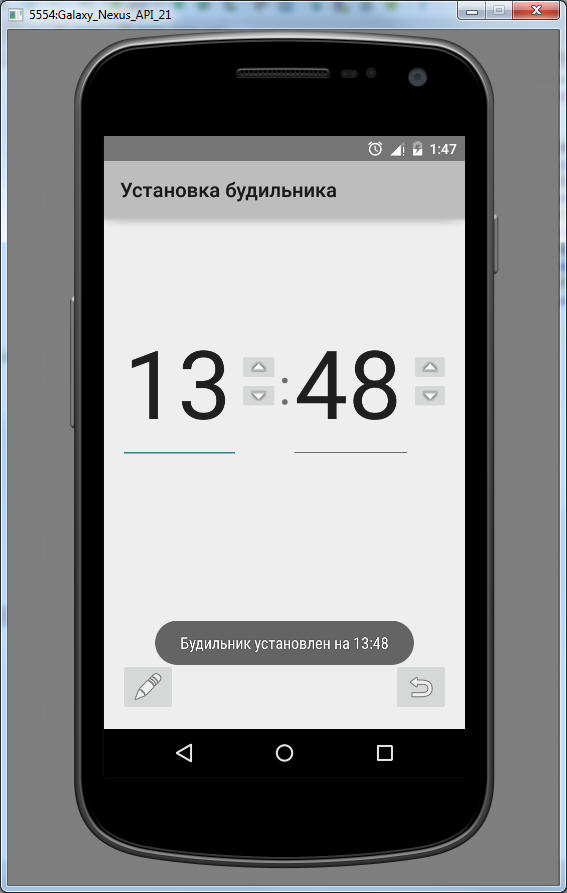 5554:Galaxy_Nexus_API_21
1:47
Установка будильника
13:48
Будильник установлен на 13:48